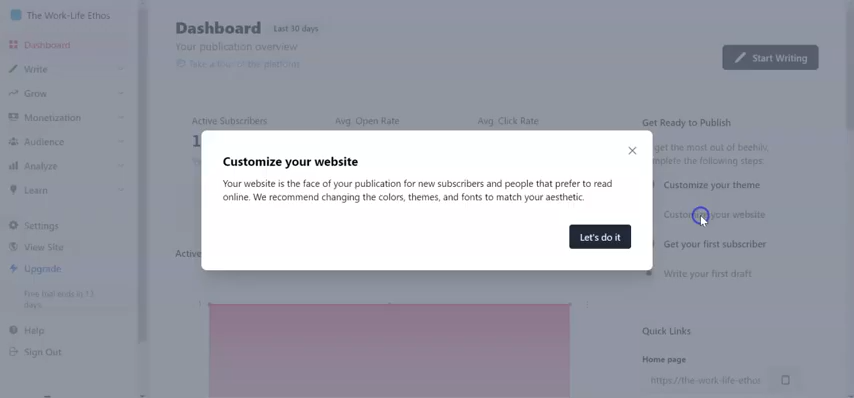 The Work-Life Ethos
Dashboard
Write
Grow
Monetization
Audience
Analyze
Learn
Settings
View Site
Upgrade
Free trial ends in 13
days.
Help
Sign Out
Dashboard
Last 30 days
Your publication overview
Take a tour of the platform
Start Writing
Active Subscribers
Avg. Open Rate
Avg. Click Rate
1
Active
Customize your website
Your website is the face of your publication for new subscribers and people that prefer to read
online. We recommend changing the colors, themes, and fonts to match your aesthetic.
Let's do it
Get Ready to Publish
get the most out of beehiiv,
mplete the following steps:
Customize your theme
Customize your website
Get your first subscriber
Write your first draft
Quick Links
Home page
https://the-work-life-ethos